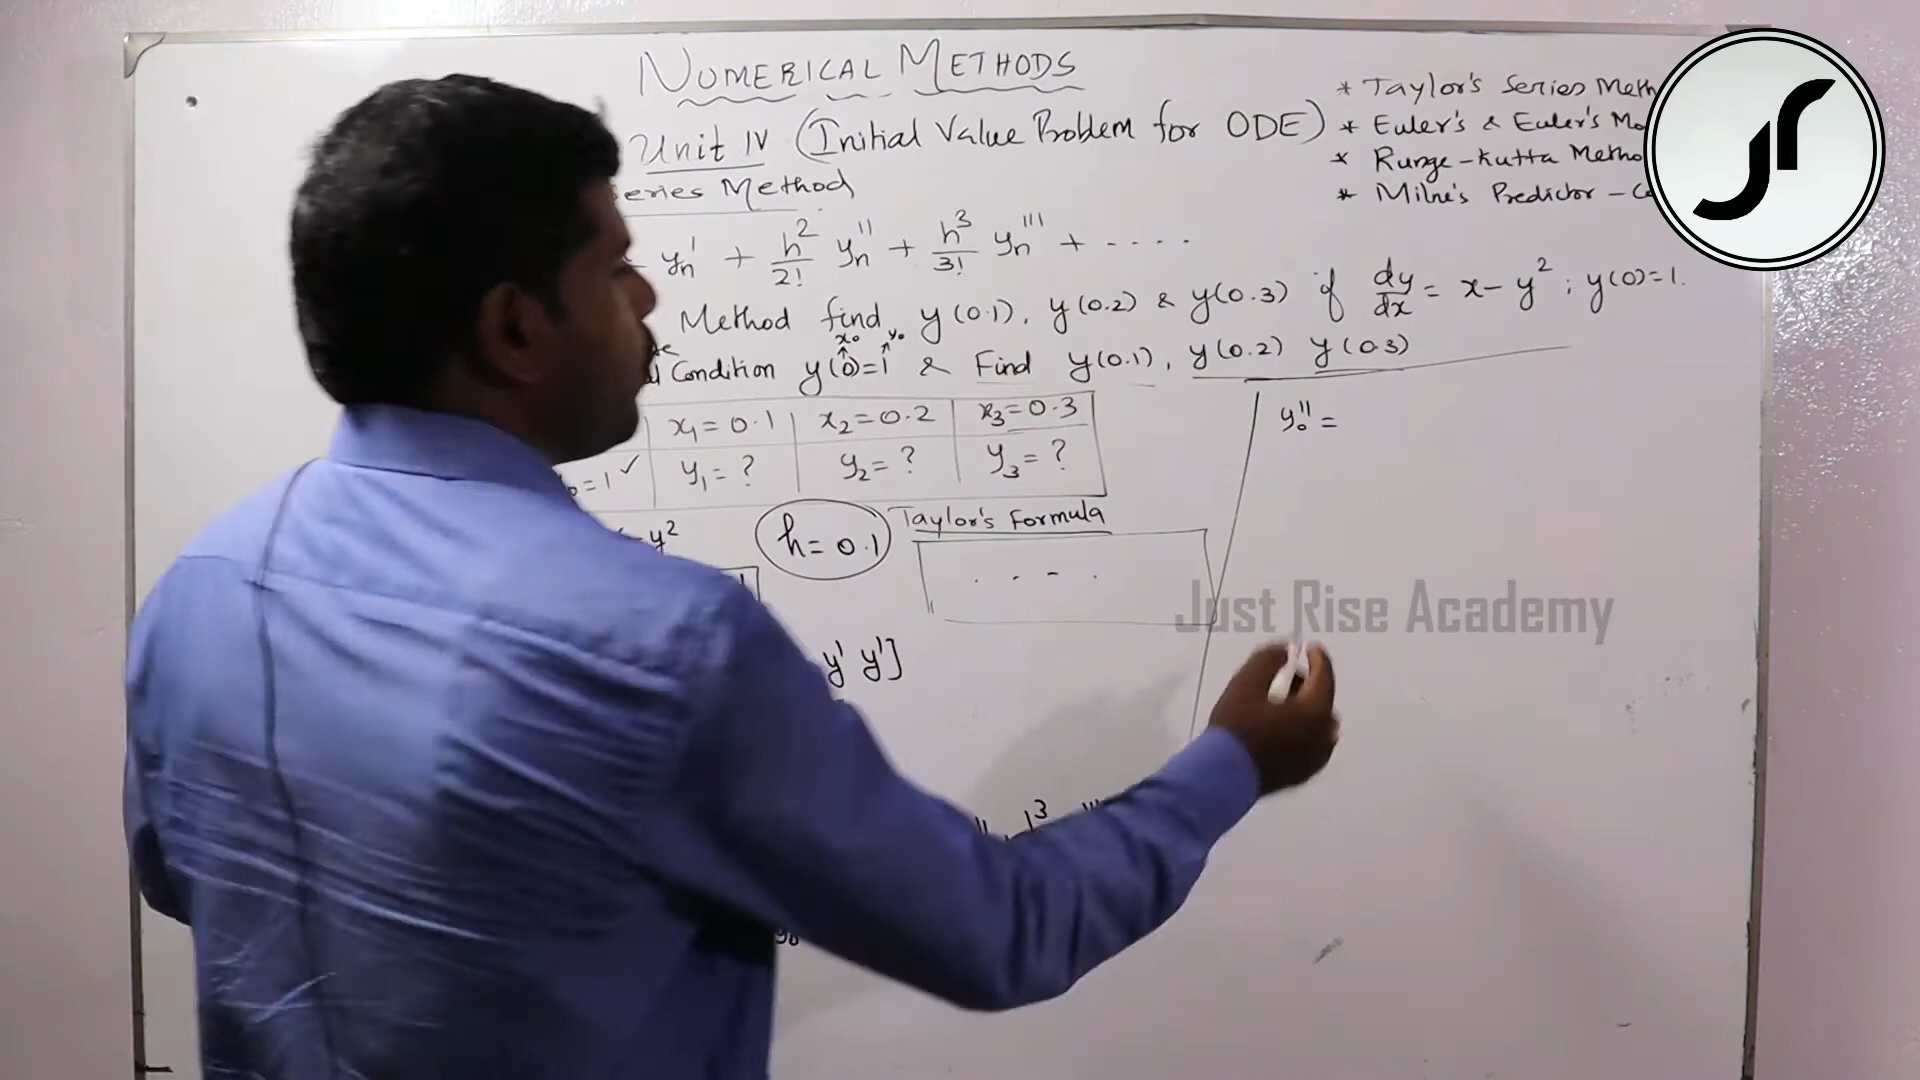 NUMERICAL METHODS
Unit IV (Initial Value Problem for ODE)
eries Method
yn' + h²/2! yn'' + h³/3! yn''' + ....
Method find y(0.1), y(0.2) & y(0.3) if dy/dx = x - y² ; y(0)=1.
x₀ y₀
Condition y(0)=1 & Find y(0.1), y(0.2) y(0.3)
x₁ = 0.1 x₂ = 0.2 x₃ = 0.3
= 1 ✓ y₁ = ? y₂ = ? y₃ = ?
- y²
h = 0.1
Taylor's Formula
. . - .
y' y']
* Taylor's Series Meth
* Euler's & Euler's Mo
* Runge-Kutta Metho
* Milne's Predictor -
y₀'' =
Just Rise Academy